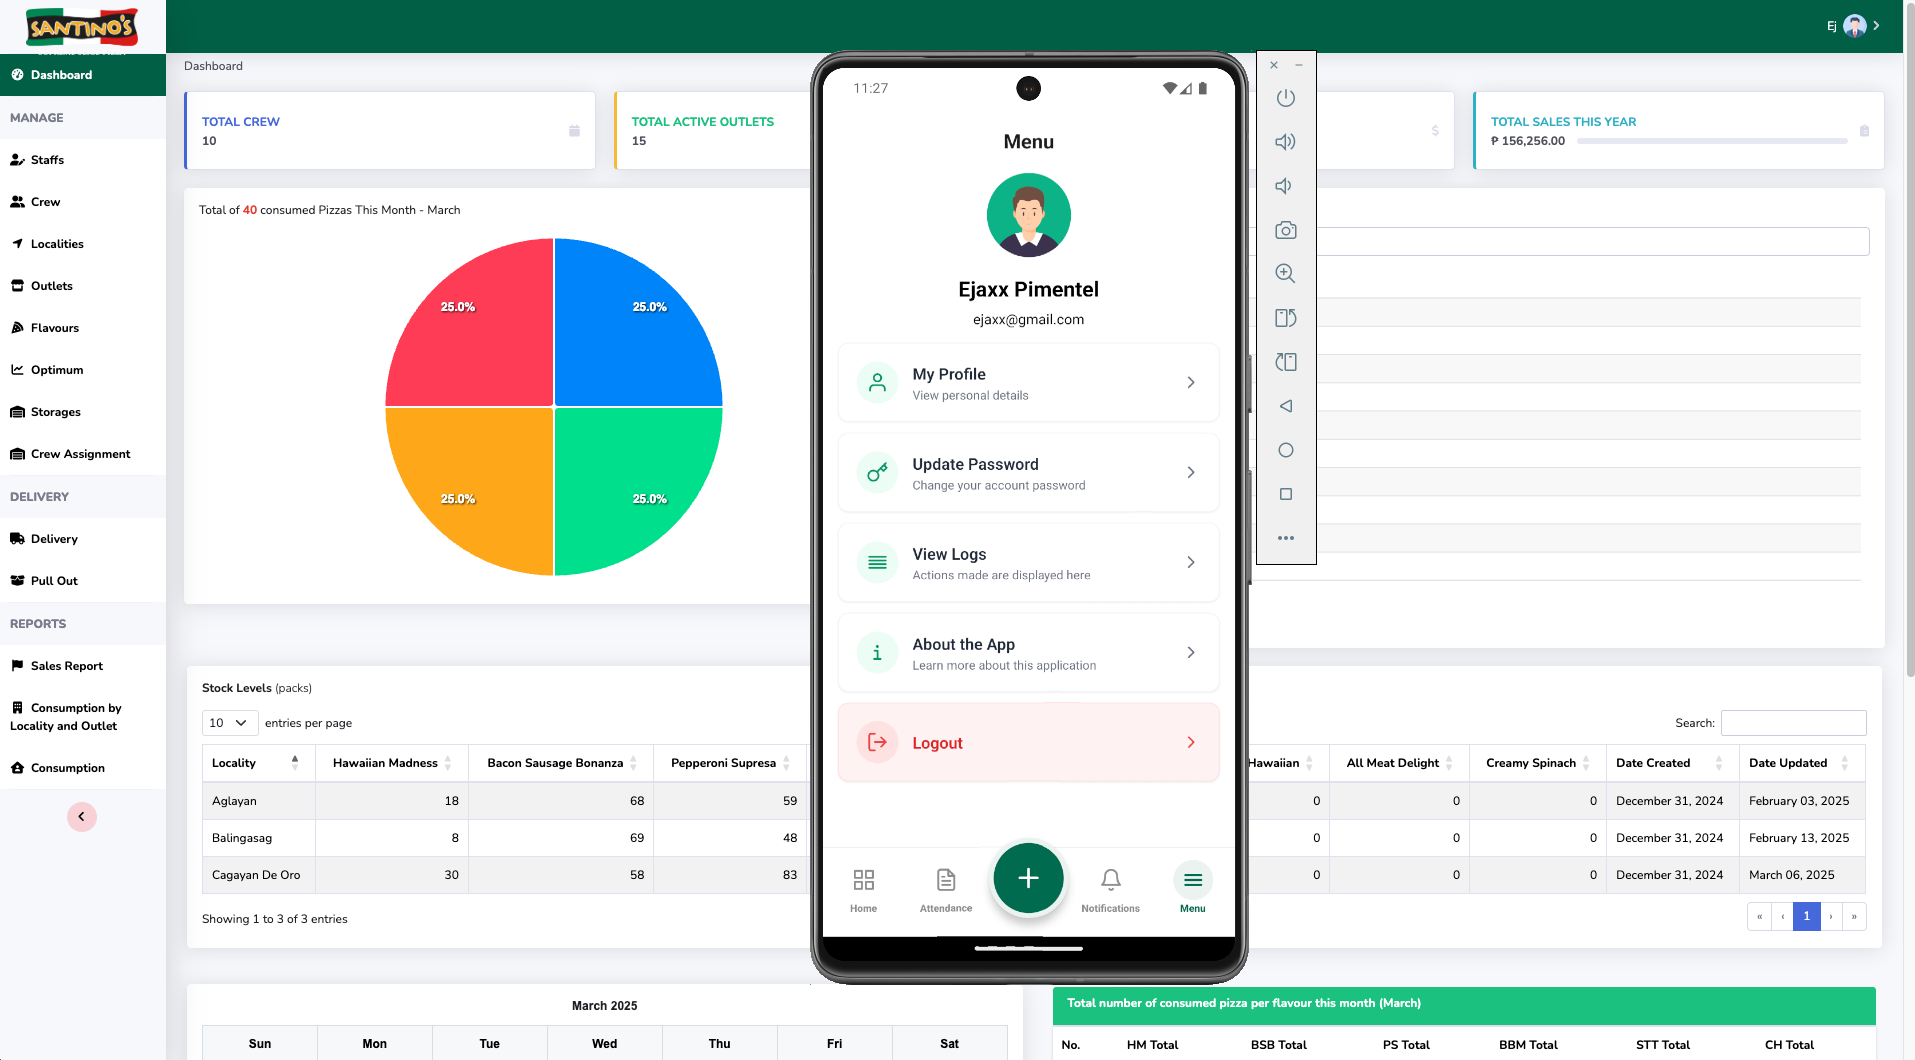 SANTINO'S
Ej
Dashboard
MANAGE
Staffs
Crew
Localities
Outlets
Flavours
Optimum
Storages
Crew Assignment
DELIVERY
Delivery
Pull Out
REPORTS
Sales Report
Consumption by
Locality and Outlet
Consumption
Dashboard
TOTAL CREW
10
TOTAL ACTIVE OUTLETS
15
$
TOTAL SALES THIS YEAR
₱ 156,256.00
Total of 40 consumed Pizzas This Month - March
25.0%
25.0%
25.0%
25.0%
11:27
Menu
Ejaxx Pimentel
ejaxx@gmail.com
My Profile
View personal details
Update Password
Change your account password
View Logs
Actions made are displayed here
About the App
Learn more about this application
Logout
Home
Attendance
Notifications
Menu
Stock Levels (packs)
10 entries per page
Search:
Locality Hawaiian Madness Bacon Sausage Bonanza Pepperoni Supresa Hawaiian All Meat Delight Creamy Spinach Date Created Date Updated
Aglayan 18 68 59 0 0 0 December 31, 2024 February 03, 2025
Balingasag 8 69 48 0 0 0 December 31, 2024 February 13, 2025
Cagayan De Oro 30 58 83 0 0 0 December 31, 2024 March 06, 2025
Showing 1 to 3 of 3 entries
« ‹ 1 › »
March 2025
Sun Mon Tue Wed Thu Fri Sat
Total number of consumed pizza per flavour this month (March)
No. HM Total BSB Total PS Total BBM Total STT Total CH Total